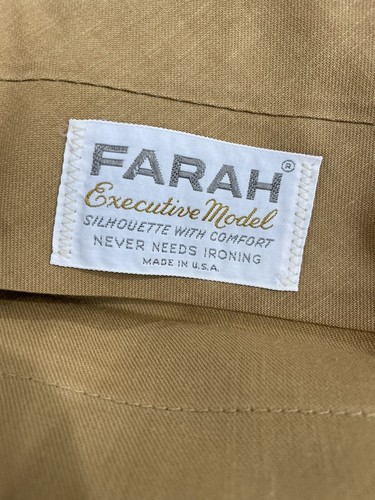 FARAH®
Executive Model
SILHOUETTE WITH COMFORT
NEVER NEEDS IRONING
MADE IN U.S.A.